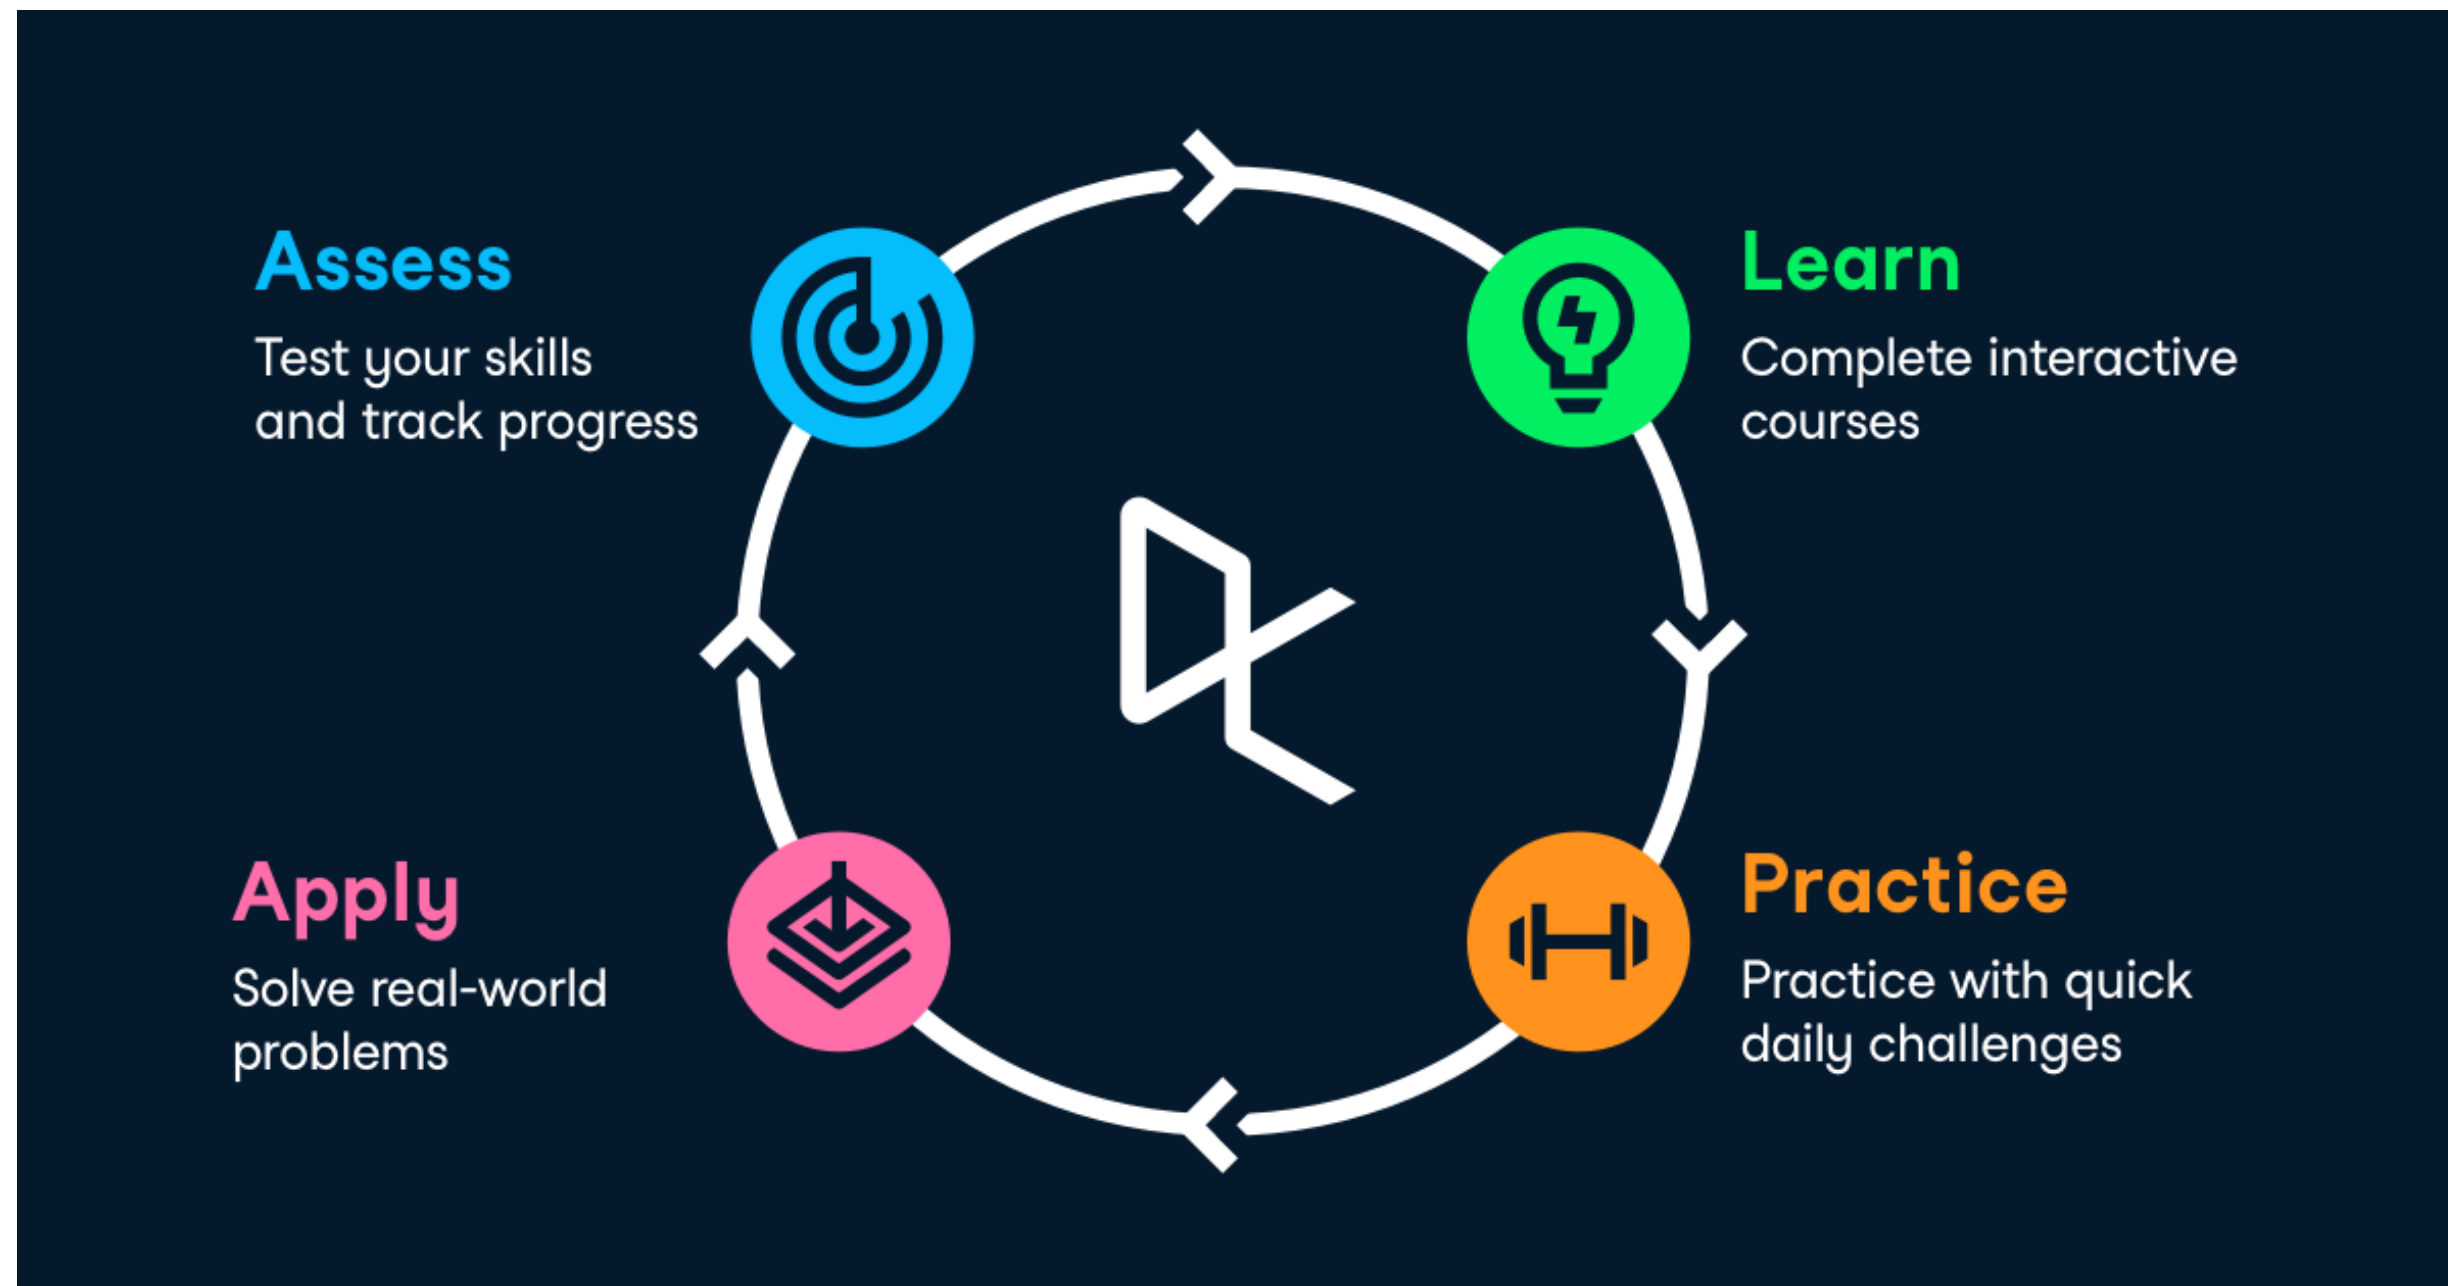 Assess
Test your skills
and track progress
Learn
Complete interactive
courses
Apply
Solve real-world
problems
Practice
Practice with quick
daily challenges